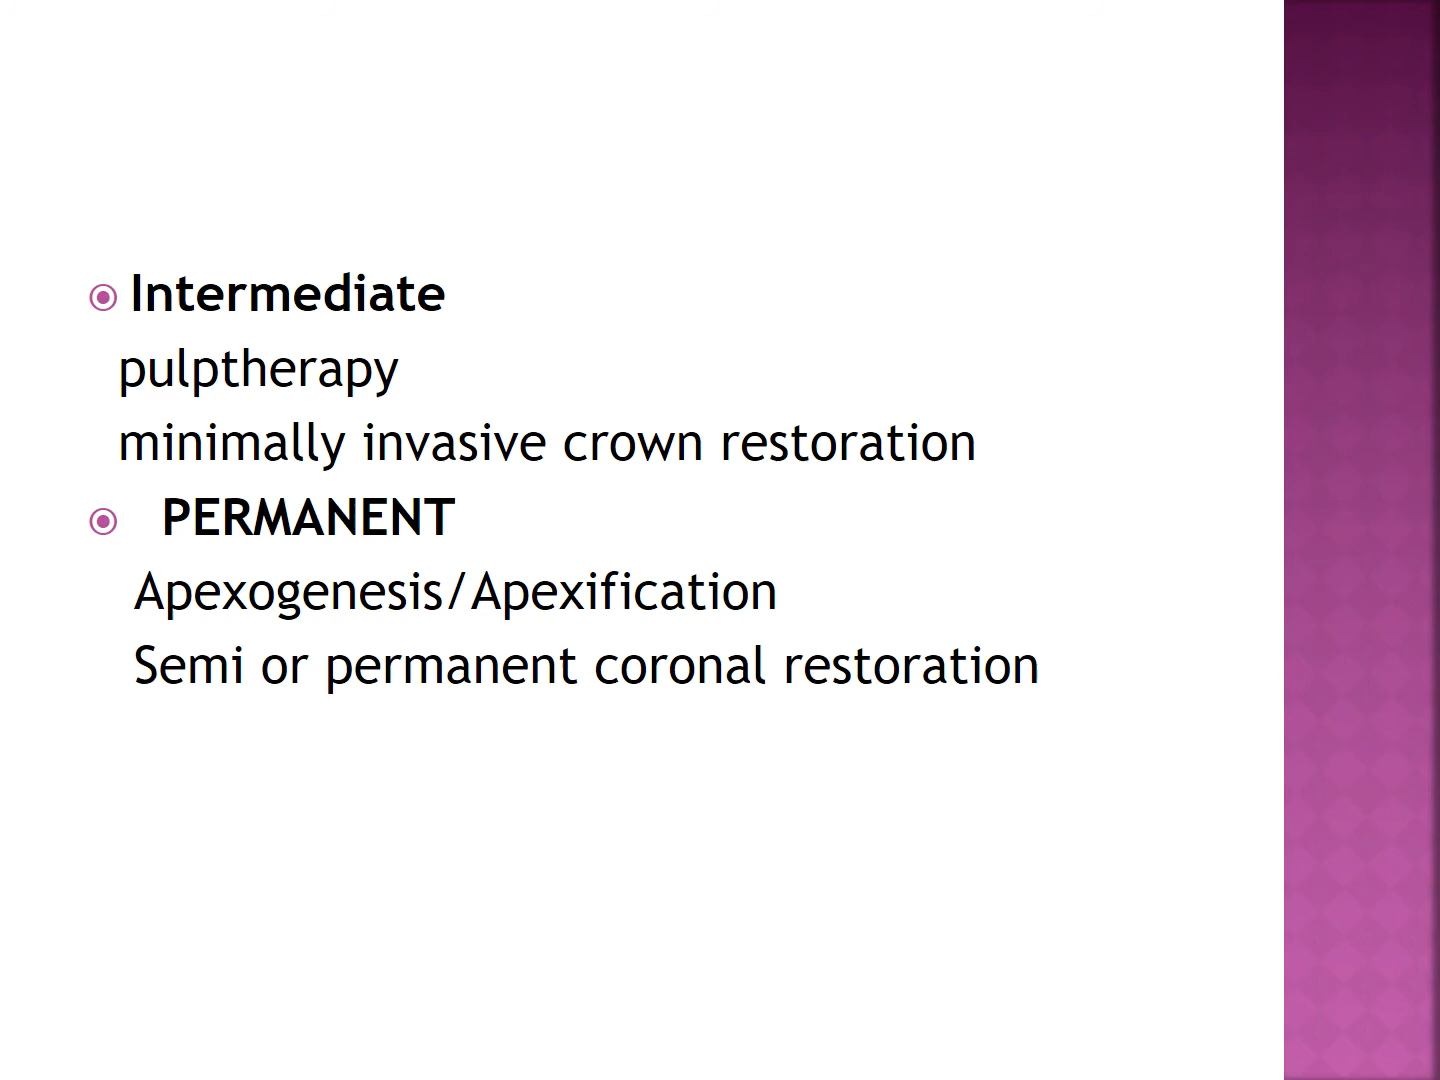 Intermediate
pulptherapy
minimally invasive crown restoration
PERMANENT
Apexogenesis/Apexification
Semi or permanent coronal restoration